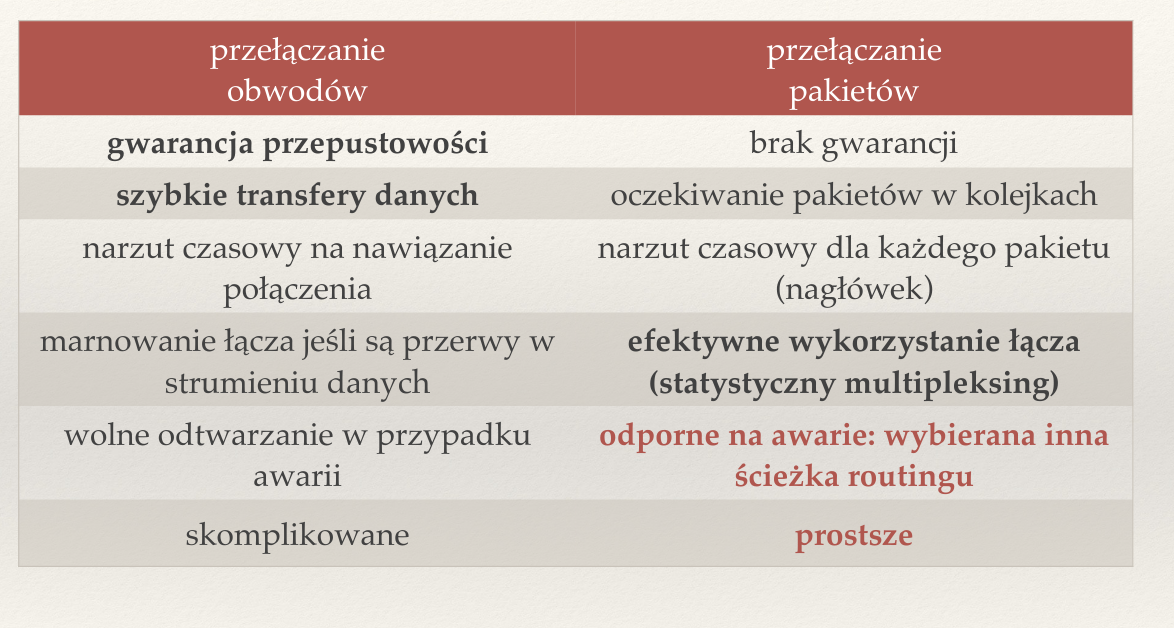 przełączanie
obwodów
przełączanie
pakietów
gwarancja przepustowości
brak gwarancji
szybkie transfery danych
oczekiwanie pakietów w kolejkach
narzut czasowy na nawiązanie
połączenia
narzut czasowy dla każdego pakietu
(nagłówek)
marnowanie łącza jeśli są przerwy w
strumieniu danych
efektywne wykorzystanie łącza
(statystyczny multipleksing)
wolne odtwarzanie w przypadku
awarii
odporne na awarie: wybierana inna
ścieżka routingu
skomplikowane
prostsze